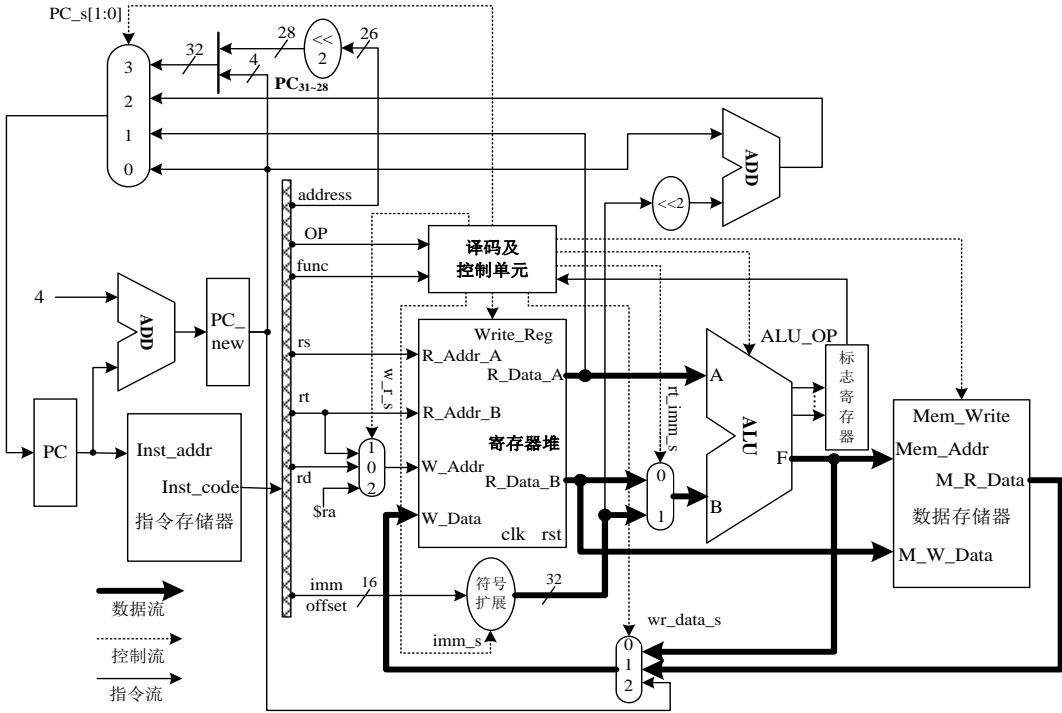 PC_s[1:0]
32
28
<<
2
26
4
PC31~28
3
2
1
0
ADD
<<2
address
OP
func
译码及
控制单元
4
ADD
PC_
new
rs
rt
rd
$ra
w_r_s
1
0
2
Write_Reg
R_Addr_A
R_Data_A
R_Addr_B
寄存器堆
W_Addr
R_Data_B
W_Data
clk rst
rt_imm_s
0
1
ALU_OP
A
ALU
F
B
标志寄存器
Mem_Write
Mem_Addr
M_R_Data
数据存储器
M_W_Data
PC
Inst_addr
Inst_code
指令存储器
imm
offset
16
符号
扩展
32
imm_s
wr_data_s
0
1
2
数据流
控制流
指令流